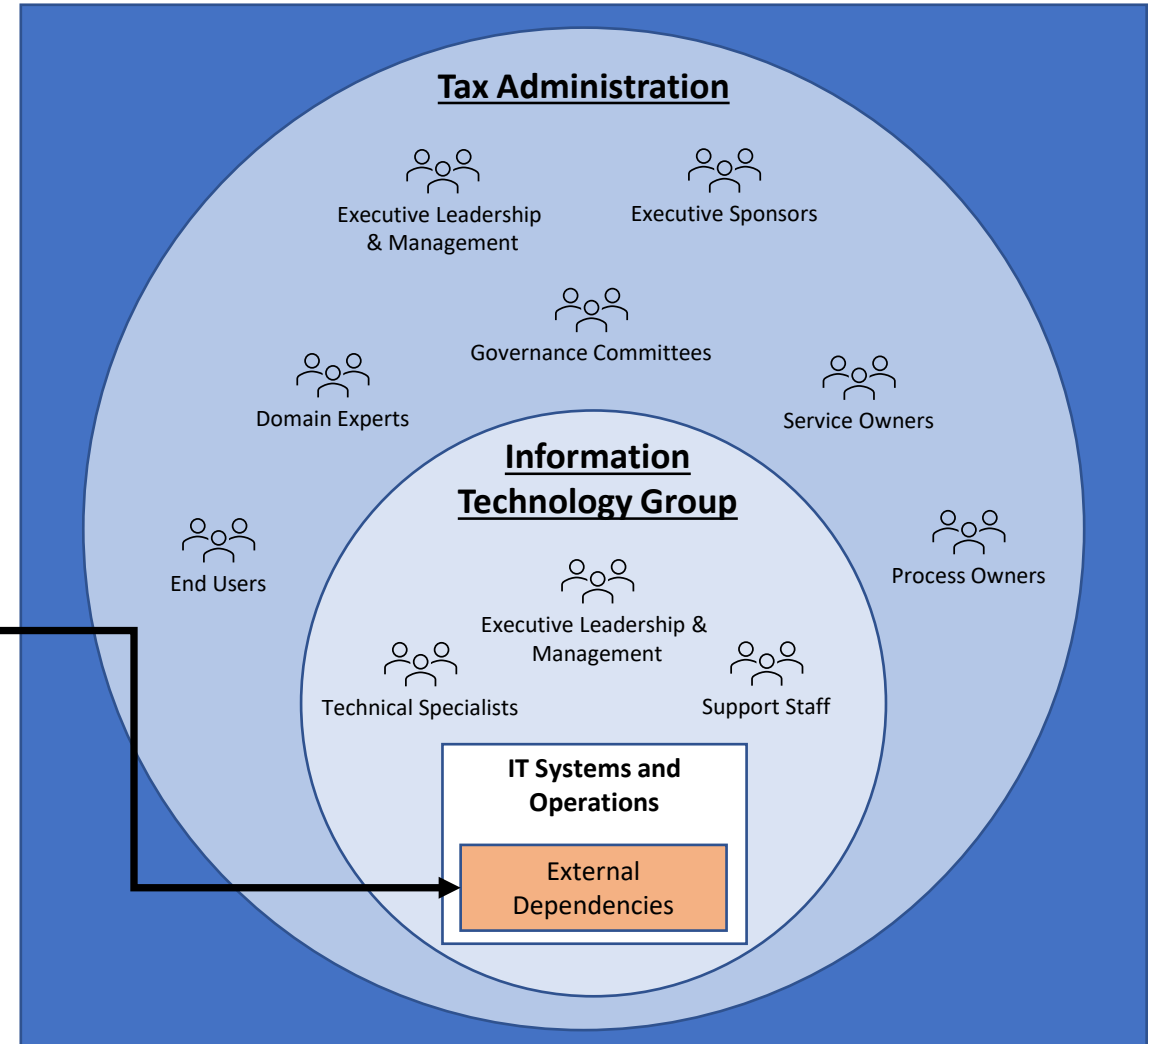 Tax Administration
Executive Leadership
& Management
Executive Sponsors
Governance Committees
Domain Experts
Service Owners
Information
Technology Group
End Users
Process Owners
Executive Leadership &
Management
Technical Specialists
Support Staff
IT Systems and
Operations
External
Dependencies